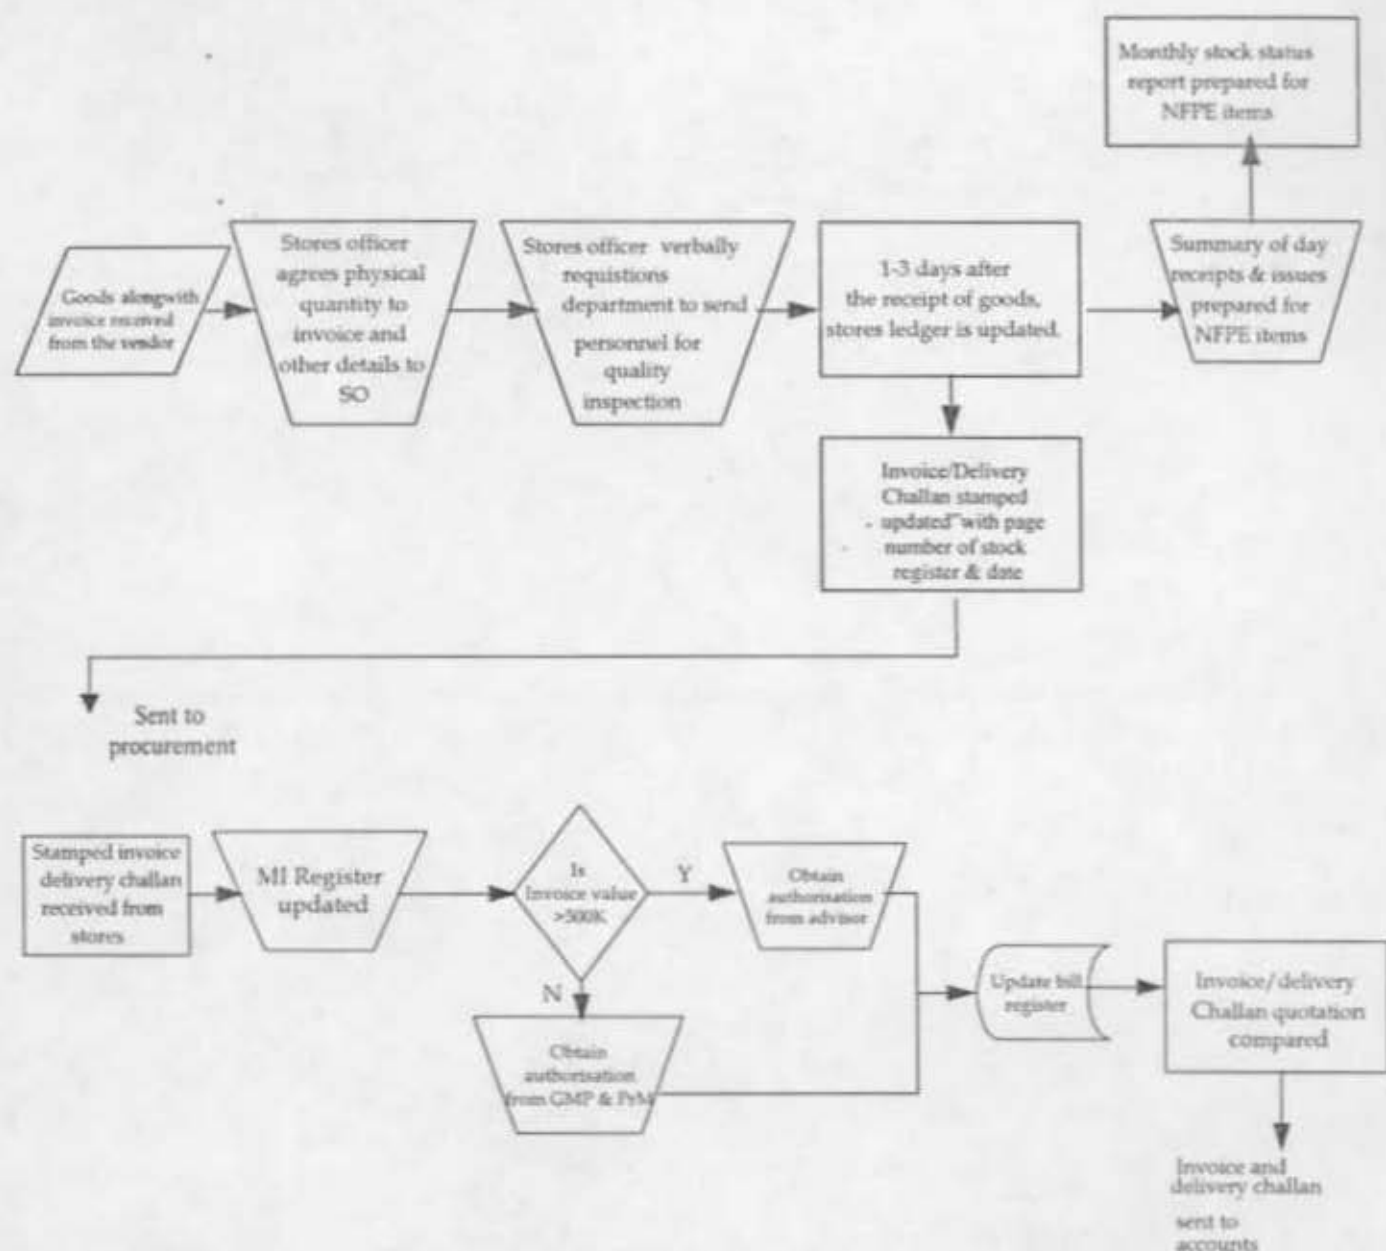 Monthly stock status
report prepared for
NFPE items
Goods alongwith
invoice received
from the vendor
Stores officer
agrees physical
quantity to
invoice and
other details to
SO
Stores officer verbally
requistions
department to send
personnel for
quality
inspection
1-3 days after
the receipt of goods,
stores ledger is updated.
Summary of day
receipts & issues
prepared for
NFPE items
Invoice/Delivery
Challan stamped
updated" with page
number of stock
register & date
Sent to
procurement
Stamped invoice
delivery challan
received from
stores
MI Register
updated
Is
Invoice value
>500K
Y
N
Obtain
authorisation
from advisor
Obtain
authorisation
from GMP & PrM
Update bill
register
Invoice/delivery
Challan quotation
compared
Invoice and
delivery challan
sent to
accounts